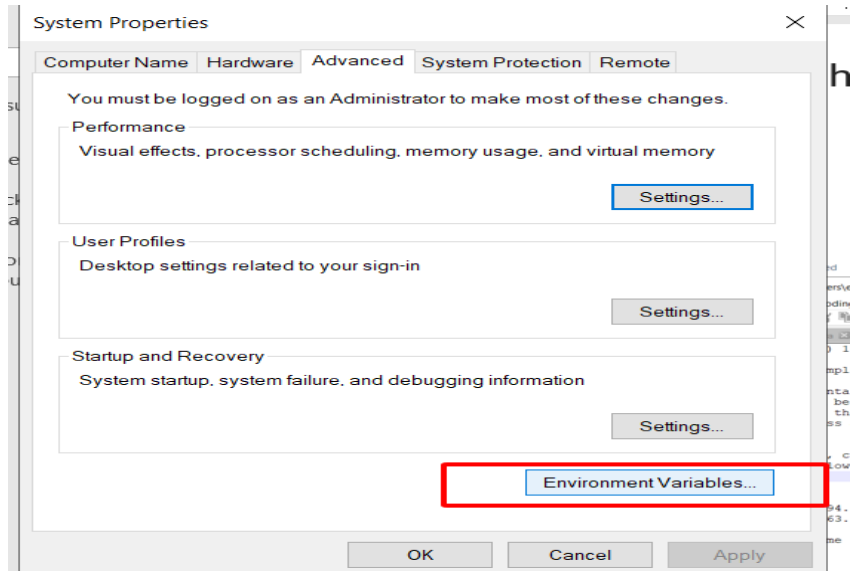 System Properties
Computer Name Hardware Advanced System Protection Remote
You must be logged on as an Administrator to make most of these changes.
Performance
Visual effects, processor scheduling, memory usage, and virtual memory
Settings...
User Profiles
Desktop settings related to your sign-in
Settings...
Startup and Recovery
System startup, system failure, and debugging information
Settings...
Environment Variables...
OK Cancel Apply